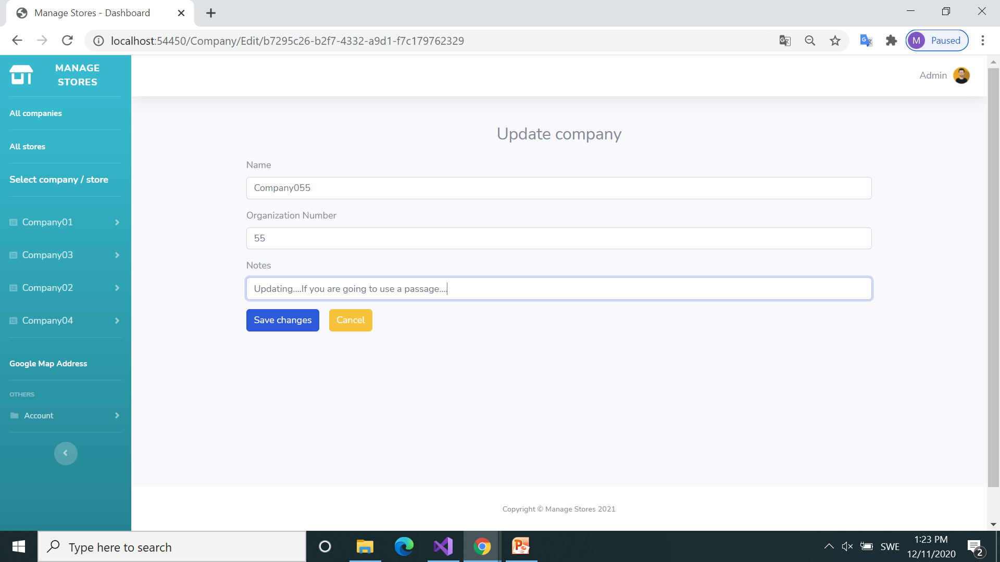 Manage Stores - Dashboard
localhost:54450/Company/Edit/b7295c26-b2f7-4332-a9d1-f7c179762329
M Paused
MANAGE
STORES
Admin
All companies
All stores
Select company / store
Company01
Company03
Company02
Company04
Google Map Address
OTHERS
Account
Update company
Name
Company055
Organization Number
55
Notes
Updating....If you are going to use a passage....
Save changes
Cancel
Copyright © Manage Stores 2021
Type here to search
SWE
1:23 PM
12/11/2020
2